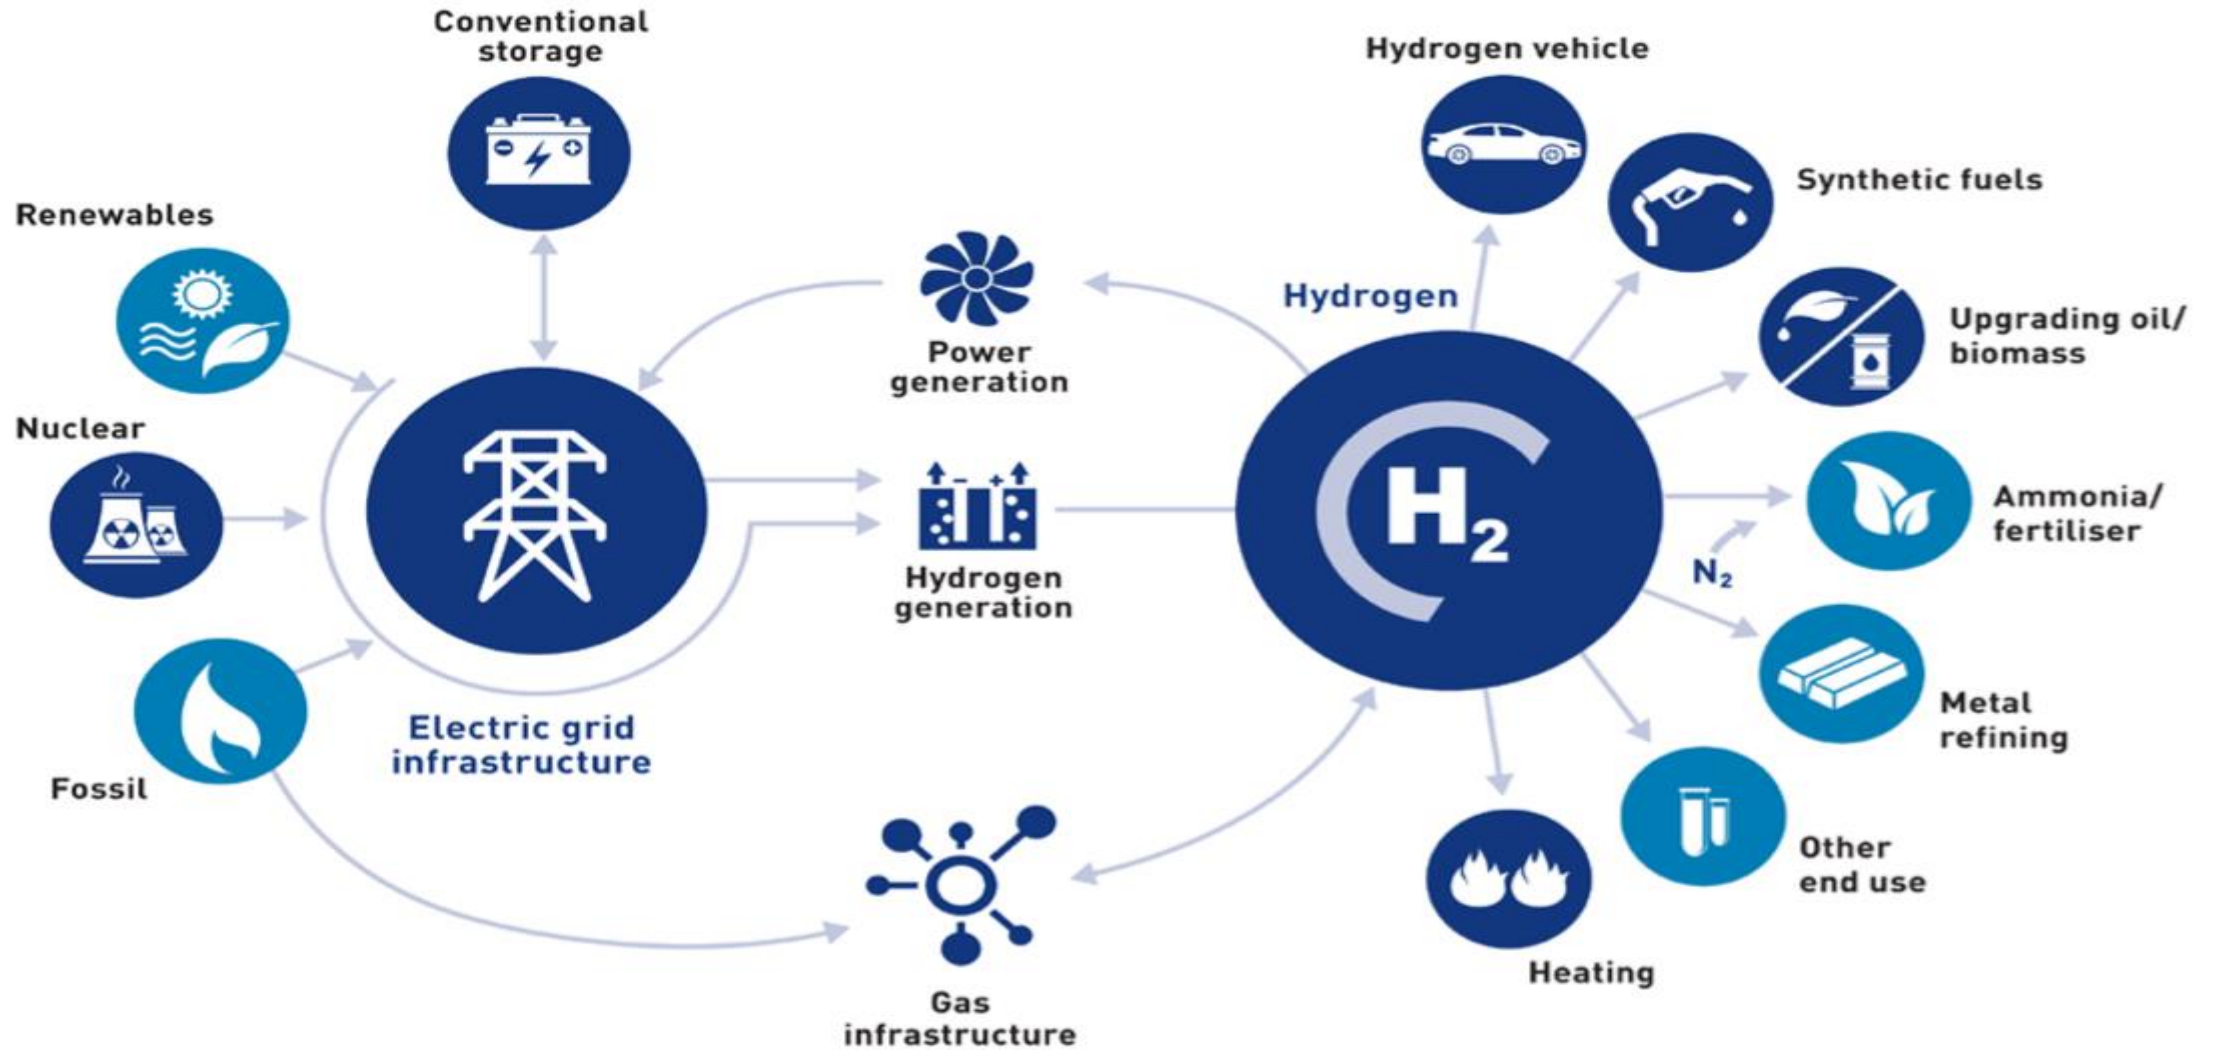 Conventional
storage
Hydrogen vehicle
Synthetic fuels
Renewables
Hydrogen
Upgrading oil/
biomass
Power
generation
Nuclear
H₂
Ammonia/
fertiliser
N₂
Hydrogen
generation
Metal
refining
Electric grid
infrastructure
Fossil
Other
end use
Heating
Gas
infrastructure